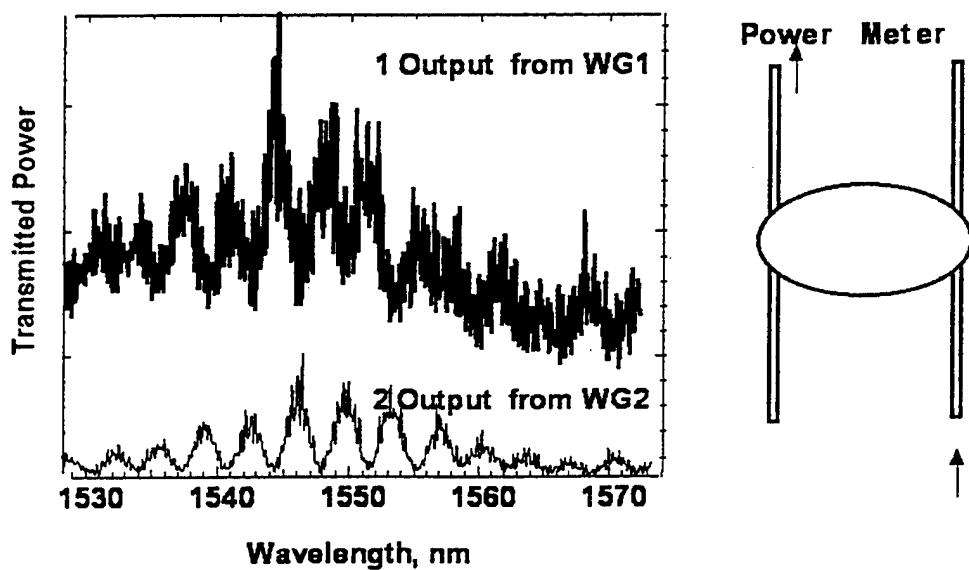 Power Meter
1 Output from WG1
Transmitted Power
2 Output from WG2
1530 1540 1550 1560 1570
Wavelength, nm